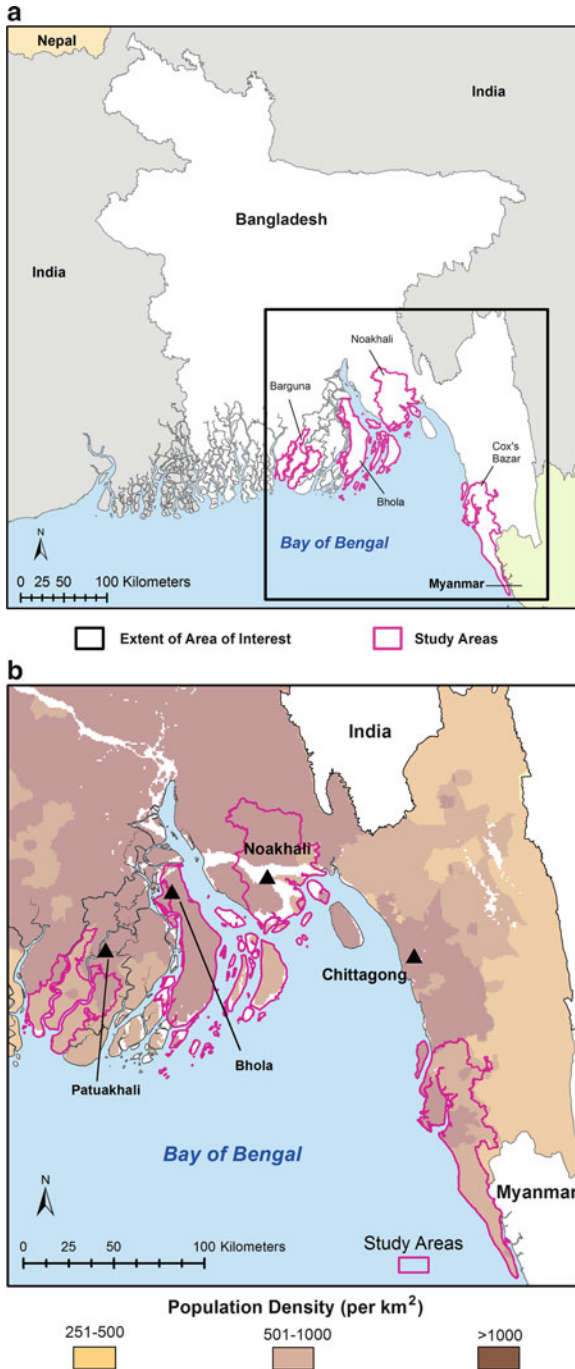 a
Nepal
India
Bangladesh
India
Noakhali
Barguna
Cox's
Bazar
Bhola
N
Bay of Bengal
0 25 50 100 Kilometers
Myanmar
Extent of Area of Interest
Study Areas
b
India
Noakhali
Chittagong
Bhola
Patuakhali
Bay of Bengal
Myanmar
N
0 25 50 100 Kilometers
Study Areas
Population Density (per km²)
251-500
501-1000
>1000